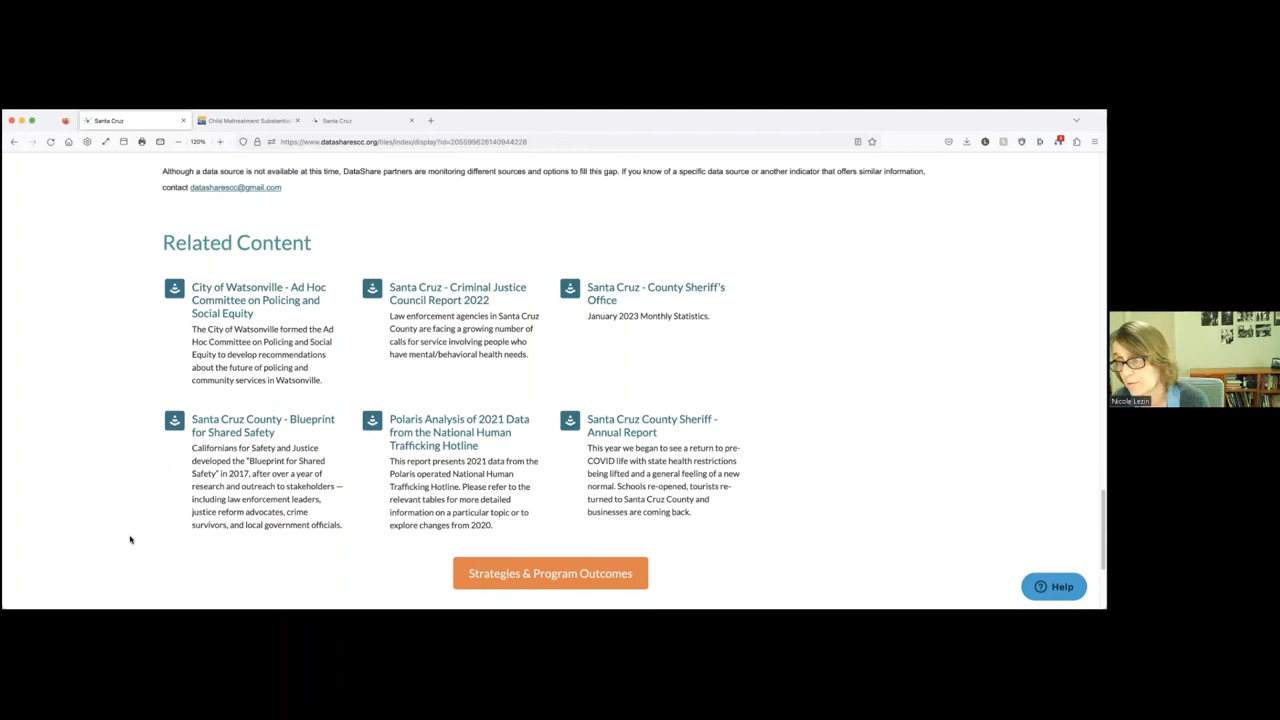 Santa Cruz
Child Maltreatment Substantia
Santa Cruz
120%
https://www.datasharescc.org/tiles/index/display?id=205599626140944228
Although a data source is not available at this time, DataShare partners are monitoring different sources and options to fill this gap. If you know of a specific data source or another indicator that offers similar information,
contact datasharescc@gmail.com
Related Content
City of Watsonville - Ad Hoc
Committee on Policing and
Social Equity
The City of Watsonville formed the Ad
Hoc Committee on Policing and Social
Equity to develop recommendations
about the future of policing and
community services in Watsonville.
Santa Cruz - Criminal Justice
Council Report 2022
Law enforcement agencies in Santa Cruz
County are facing a growing number of
calls for service involving people who
have mental/behavioral health needs.
Santa Cruz - County Sheriff's
Office
January 2023 Monthly Statistics.
Santa Cruz County - Blueprint
for Shared Safety
Californians for Safety and Justice
developed the "Blueprint for Shared
Safety" in 2017, after over a year of
research and outreach to stakeholders —
including law enforcement leaders,
justice reform advocates, crime
survivors, and local government officials.
Polaris Analysis of 2021 Data
from the National Human
Trafficking Hotline
This report presents 2021 data from the
Polaris operated National Human
Trafficking Hotline. Please refer to the
relevant tables for more detailed
information on a particular topic or to
explore changes from 2020.
Santa Cruz County Sheriff -
Annual Report
This year we began to see a return to pre-
COVID life with state health restrictions
being lifted and a general feeling of a new
normal. Schools re-opened, tourists re-
turned to Santa Cruz County and
businesses are coming back.
Strategies & Program Outcomes
Help
Nicole Lezin